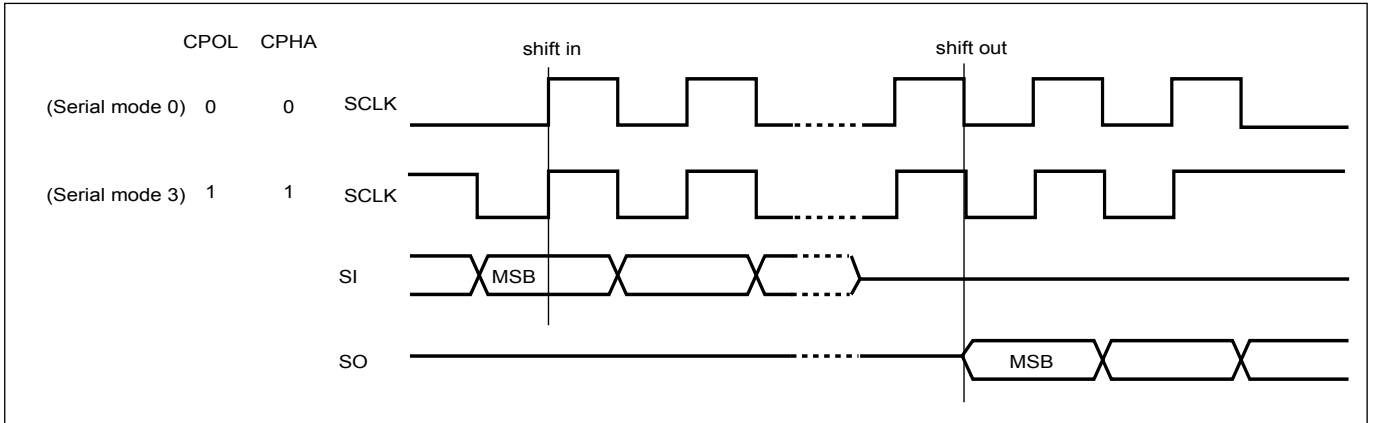 CPOL CPHA
shift in
shift out
(Serial mode 0) 0 0 SCLK
(Serial mode 3) 1 1 SCLK
SI MSB
SO MSB